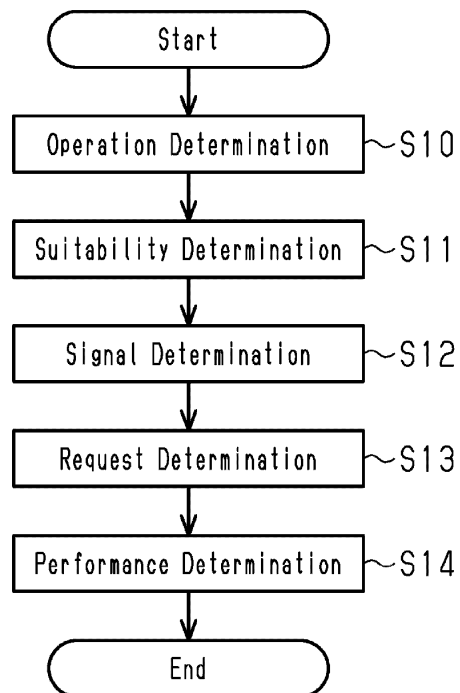 Start
Operation Determination S10
Suitability Determination S11
Signal Determination S12
Request Determination S13
Performance Determination S14
End